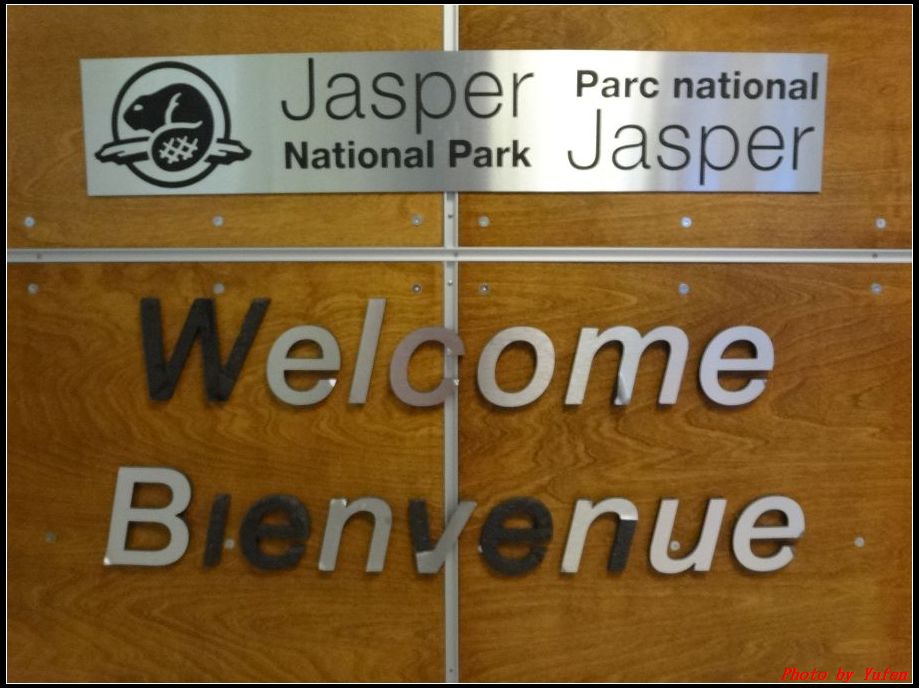 Jasper
National Park
Parc national
Jasper
Welcome
Bienvenue
Photo by Yufen